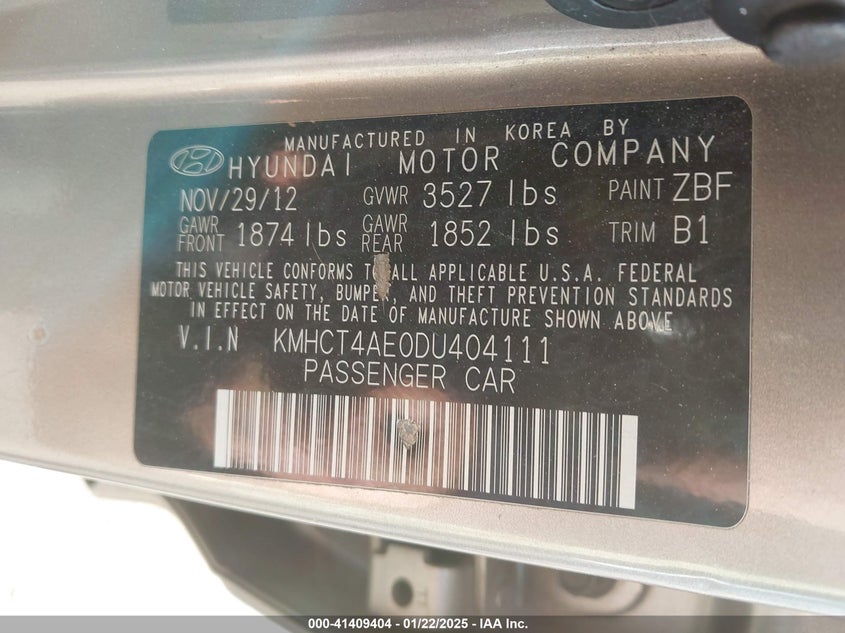 MANUFACTURED IN KOREA BY
HYUNDAI MOTOR COMPANY
NOV/29/12 GVWR 3527 lbs PAINT ZBF
GAWR FRONT 1874 lbs GAWR REAR 1852 lbs TRIM B1
THIS VEHICLE CONFORMS TO ALL APPLICABLE U.S.A. FEDERAL
MOTOR VEHICLE SAFETY, BUMPER, AND THEFT PREVENTION STANDARDS
IN EFFECT ON THE DATE OF MANUFACTURE SHOWN ABOVE
V.I.N KMHCT4AE0DU404111
PASSENGER CAR
000-41409404 - 01/22/2025 - IAA Inc.